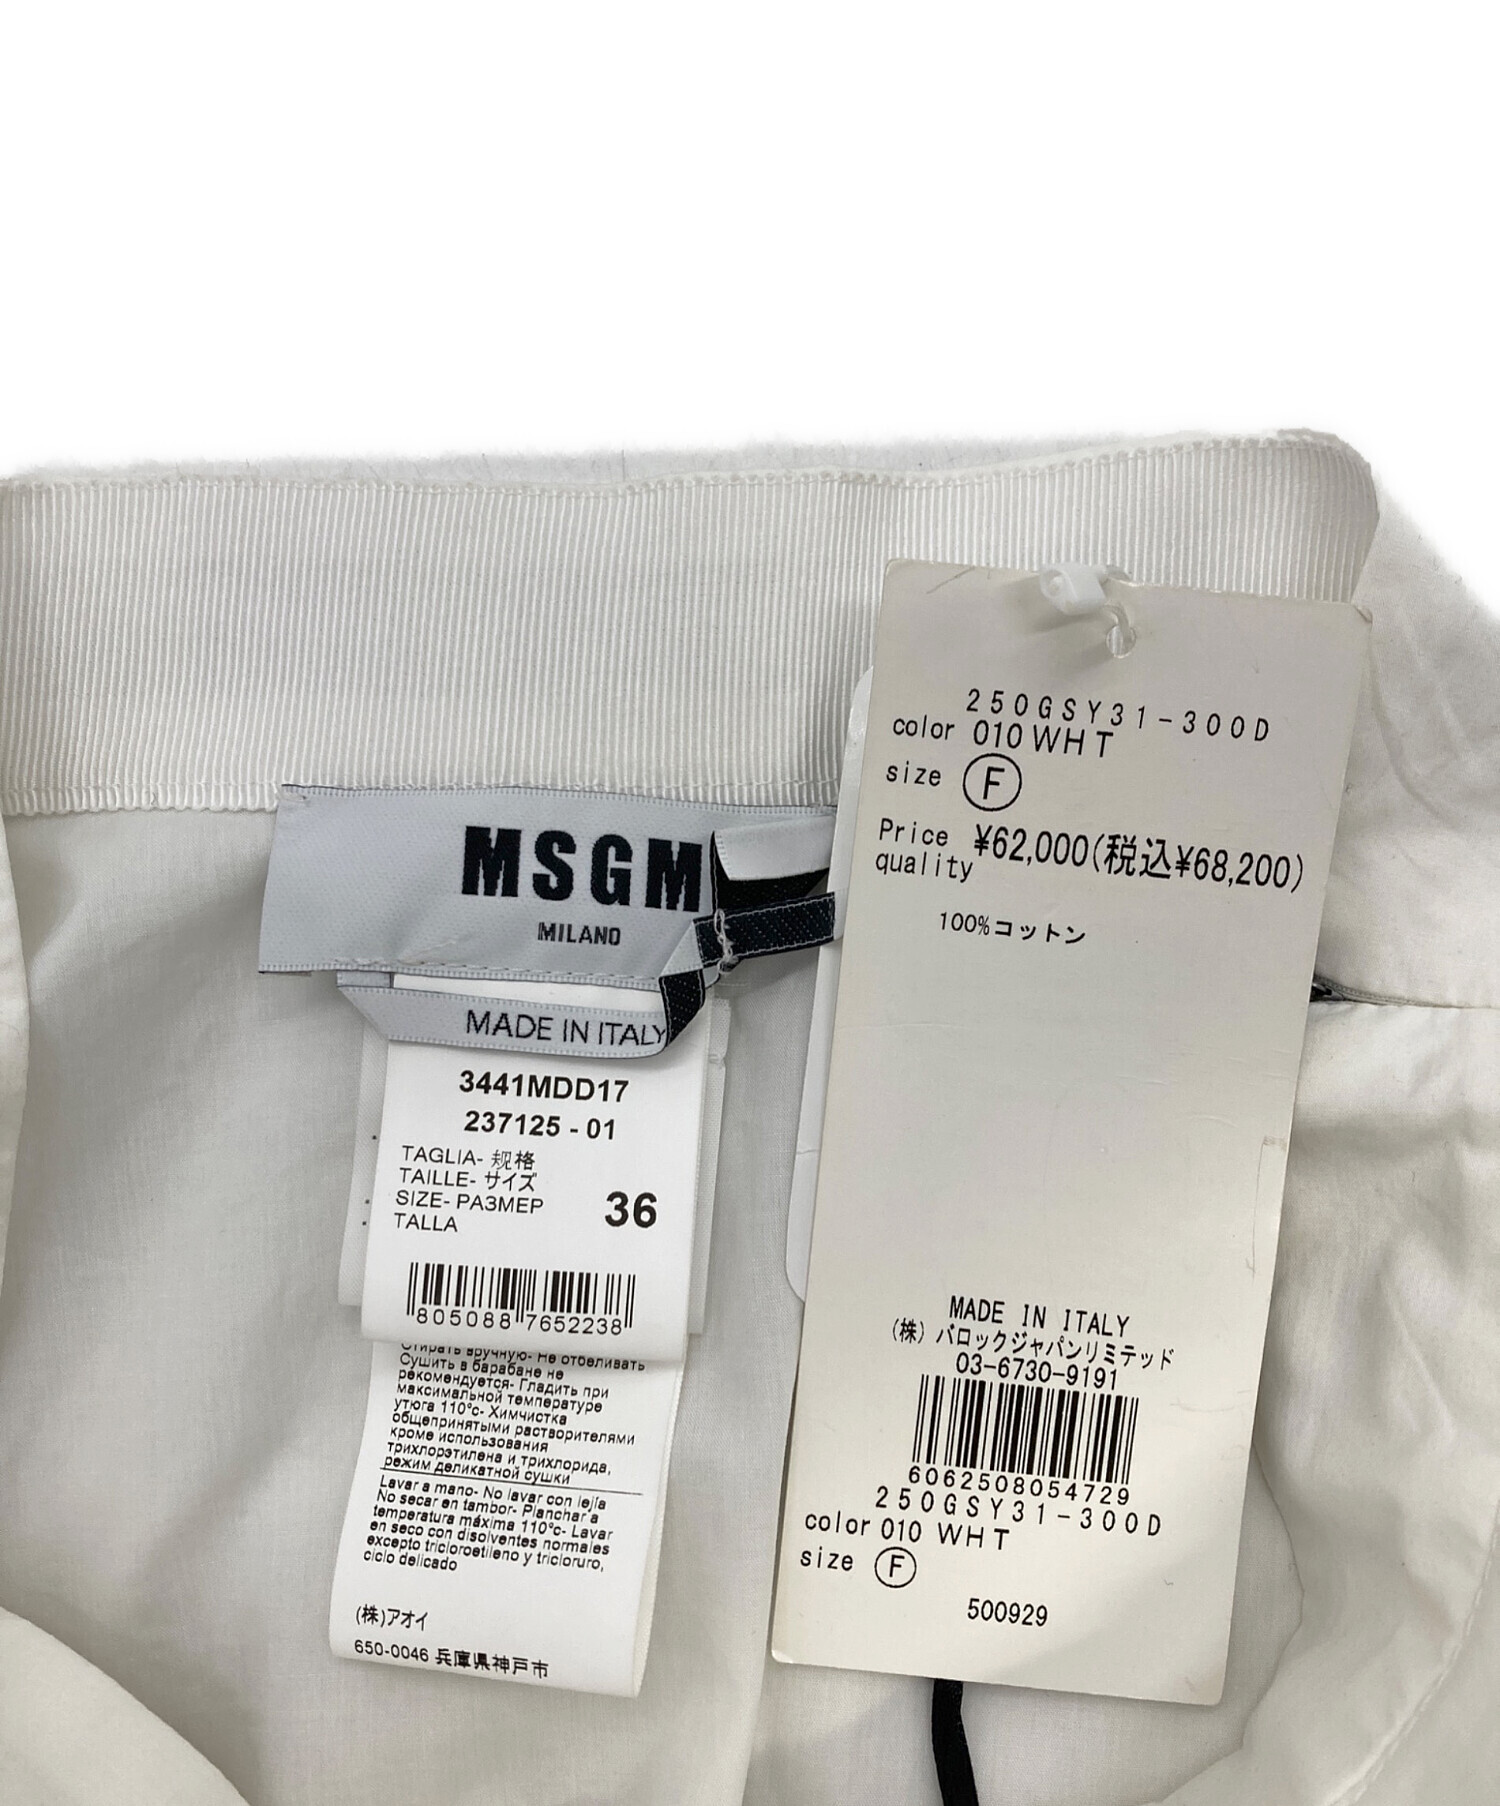 MSGM
MILANO
MADE IN ITALY
3441MDD17
237125 - 01
TAGLIA- 规格
TAILLE- サイズ
SIZE- РАЗМЕР
TALLA
36
805088 7652238
Стирать вручную- Не отбеливать
Сушить в барабане не
рекомендуется- Гладить при
максимальной температуре
утюга 110°c- Химчистка
общепринятыми растворителями
кроме использования
трихлорэтилена и трихлорида,
режим деликатной сушки
Lavar a mano- No lavar con lejía
No secar en tambor- Planchar a
temperatura máxima 110°c- Lavar
en seco con disolventes normales
excepto tricloroetileno y tricloruro,
ciclo delicado
(株)アオイ
650-0046 兵庫県神戸市
250GSY31-300D
color 010 WHT
size F
Price ¥62,000(税込¥68,200)
quality
100%コットン
MADE IN ITALY
(株) バロックジャパンリミテッド
03-6730-9191
6062508054729
250GSY31-300D
color 010 WHT
size F
500929